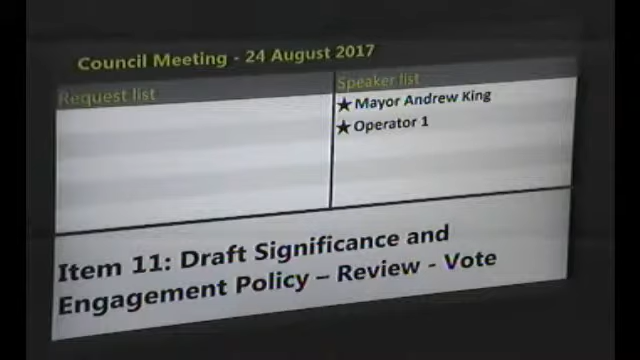 Council Meeting - 24 August 2017
Request list
Speaker list
★ Mayor Andrew King
★ Operator 1
Item 11: Draft Significance and
Engagement Policy – Review - Vote